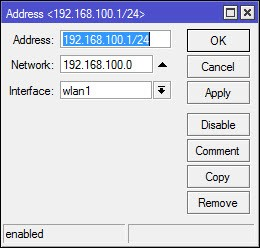 Address <192.168.100.1/24>
Address: 192.168.100.1/24
OK
Network: 192.168.100.0
Cancel
Interface: wlan1
Apply
Disable
Comment
Copy
Remove
enabled